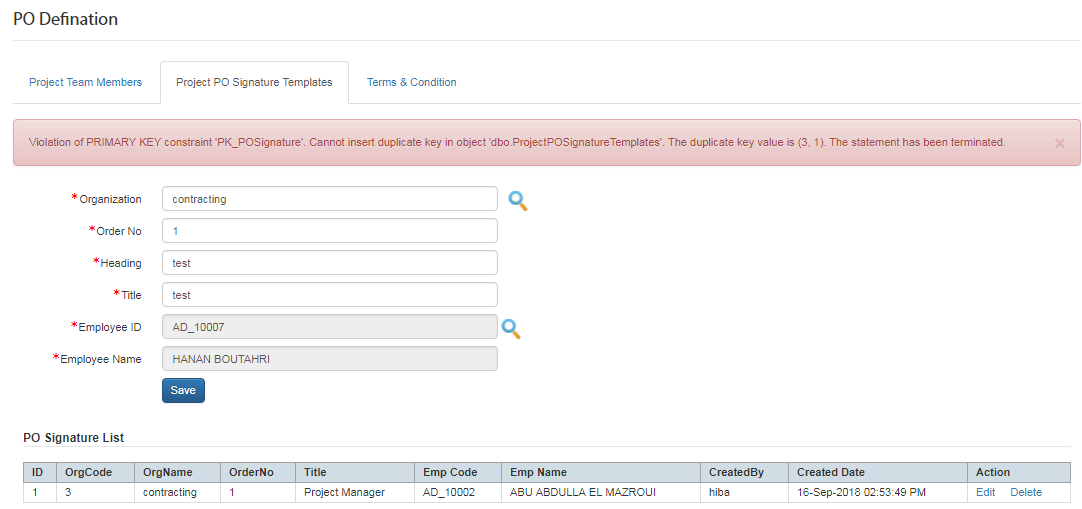 PO Defination
Project Team Members Project PO Signature Templates Terms & Condition
Violation of PRIMARY KEY constraint 'PK_POSignature'. Cannot insert duplicate key in object 'dbo.ProjectPOSignatureTemplates'. The duplicate key value is (3, 1). The statement has been terminated. ×
*Organization contracting
*Order No 1
*Heading test
*Title test
*Employee ID AD_10007
*Employee Name HANAN BOUTAHRI
Save
PO Signature List
ID OrgCode OrgName OrderNo Title Emp Code Emp Name CreatedBy Created Date Action
1 3 contracting 1 Project Manager AD_10002 ABU ABDULLA EL MAZROUI hiba 16-Sep-2018 02:53:49 PM Edit Delete